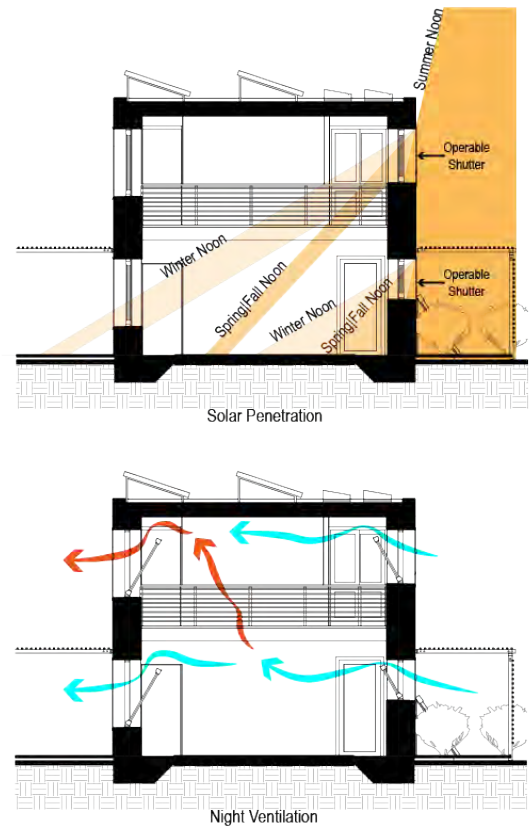 Summer Noon
Operable
Shutter
Winter Noon
Spring|Fall Noon
Winter Noon
Spring|Fall Noon
Operable
Shutter
Solar Penetration
Night Ventilation